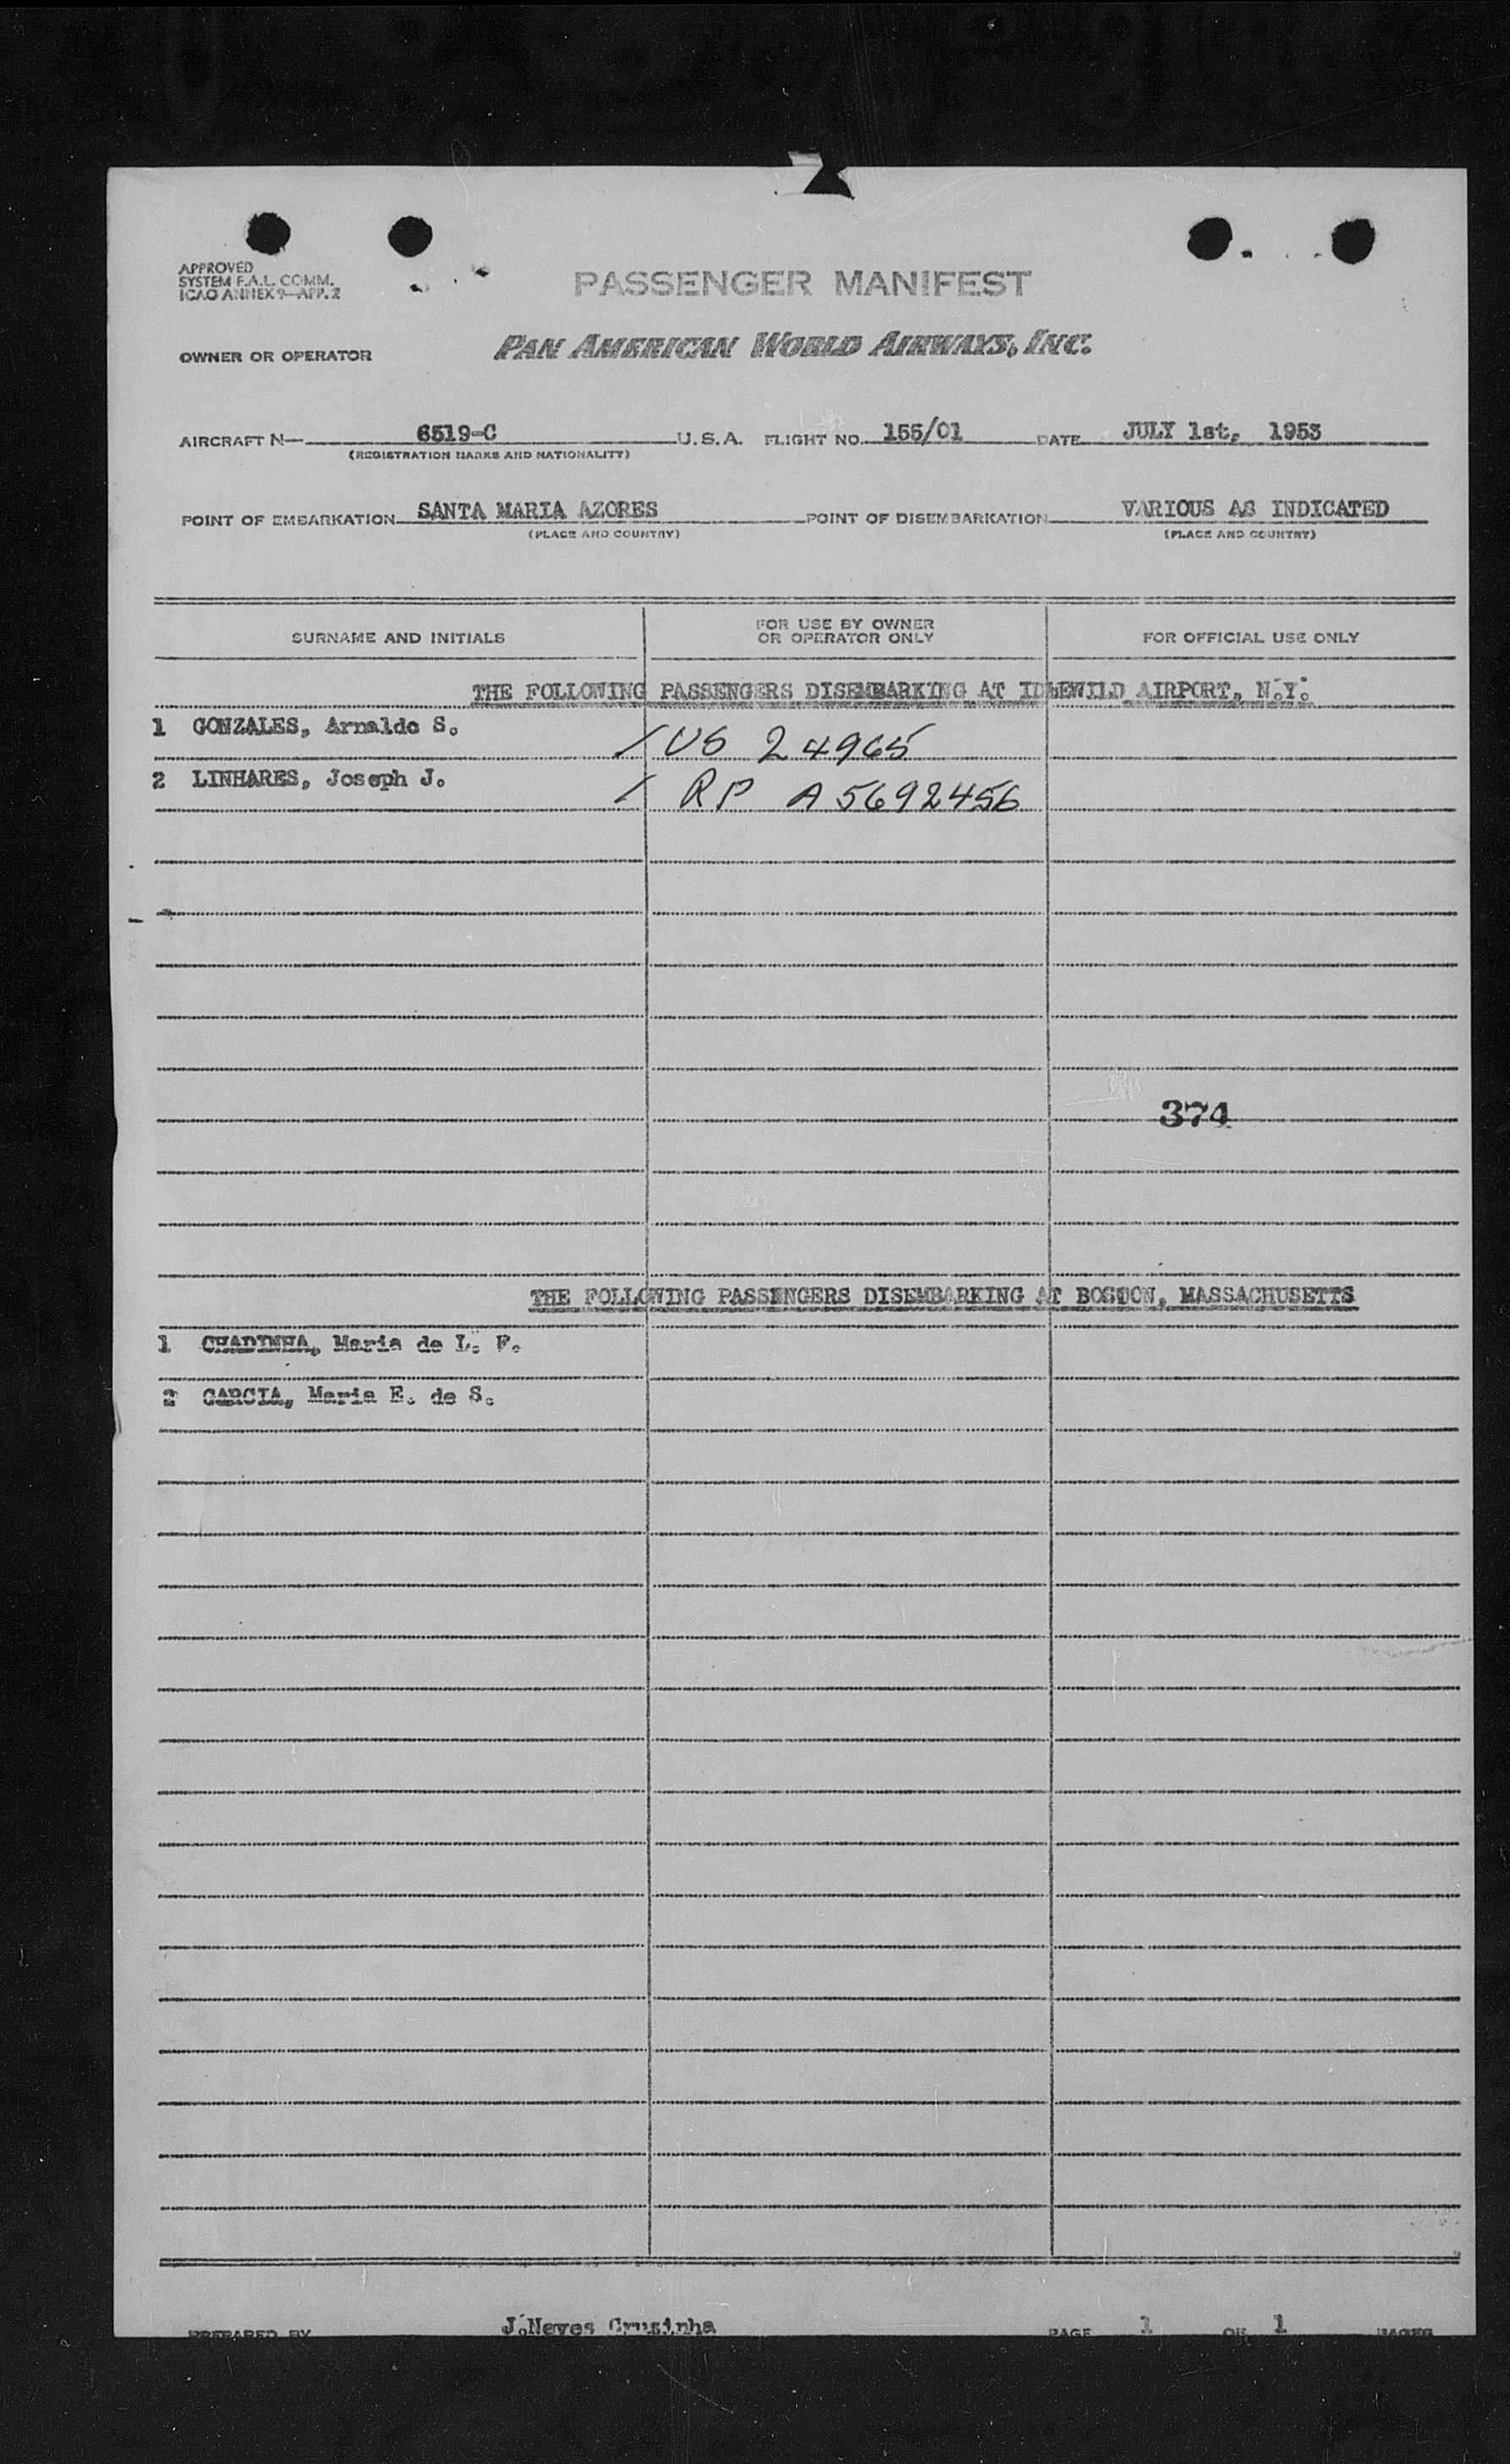 APPROVED
SYSTEM F.A.L. COMM.
ICAO ANNEX 9—APP. 2
PASSENGER MANIFEST
OWNER OR OPERATOR PAN AMERICAN WORLD AIRWAYS, INC.
AIRCRAFT N— 6519-C U.S.A. FLIGHT NO. 155/01 DATE JULY 1st, 1953
(REGISTRATION MARKS AND NATIONALITY)
POINT OF EMBARKATION SANTA MARIA AZORES POINT OF DISEMBARKATION VARIOUS AS INDICATED
(PLACE AND COUNTRY) (PLACE AND COUNTRY)
SURNAME AND INITIALS FOR USE BY OWNER OR OPERATOR ONLY FOR OFFICIAL USE ONLY
THE FOLLOWING PASSENGERS DISEMBARKING AT IDLEWILD AIRPORT, N.Y.
1 GONZALES, Arnaldo S. / US 24965
2 LINHARES, Joseph J. / RP A5692456
374
THE FOLLOWING PASSENGERS DISEMBARKING AT BOSTON, MASSACHUSETTS
1 CHADINHA, Maria de L. F.
2 GARCIA, Maria E. de S.
PREPARED BY J.Neves Crusinha PAGE 1 OF 1 PAGES